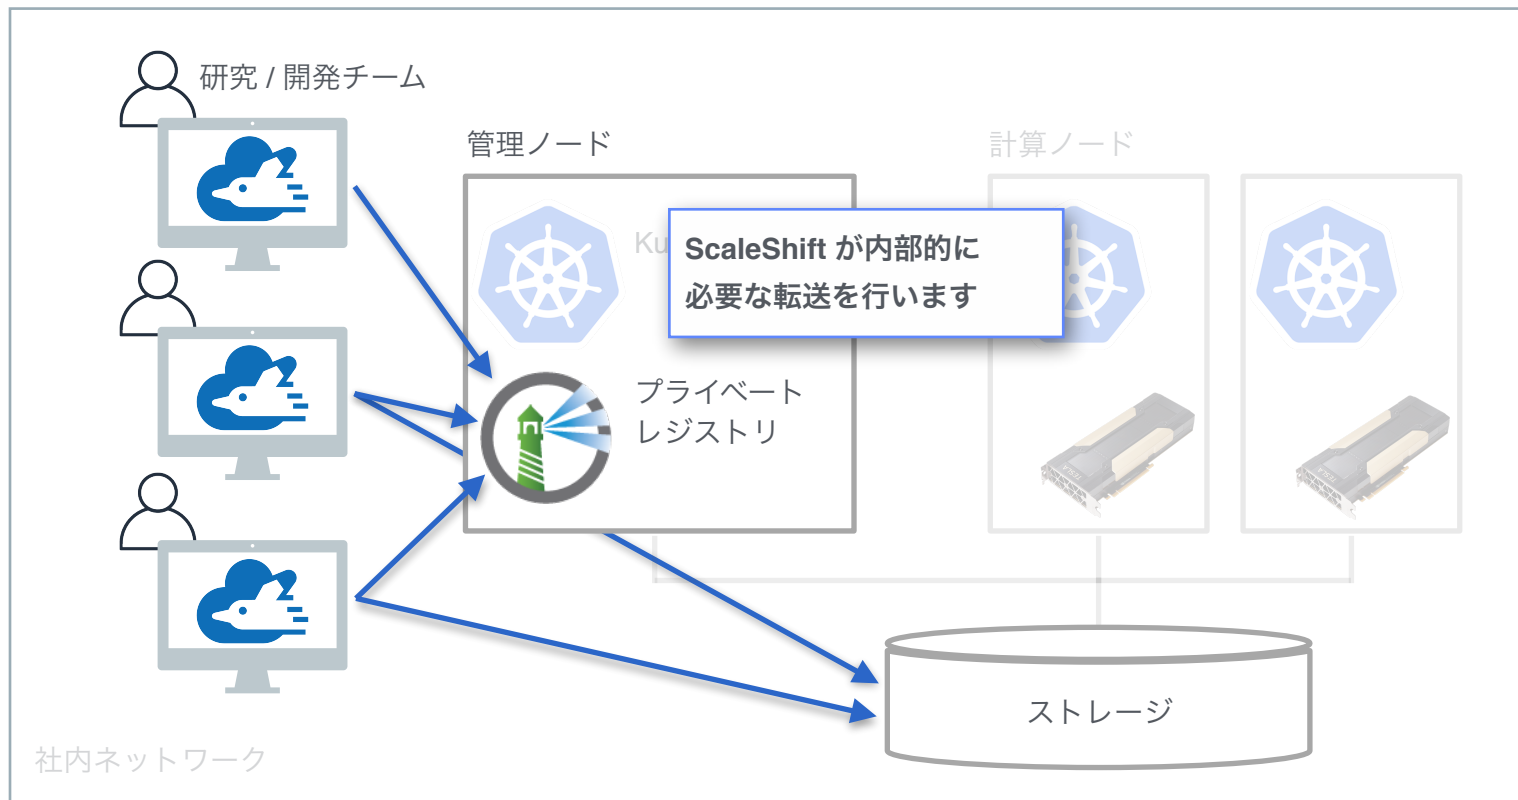 研究 / 開発チーム
管理ノード
計算ノード
Ku
ScaleShift が内部的に
必要な転送を行います
プライベート
レジストリ
ストレージ
社内ネットワーク